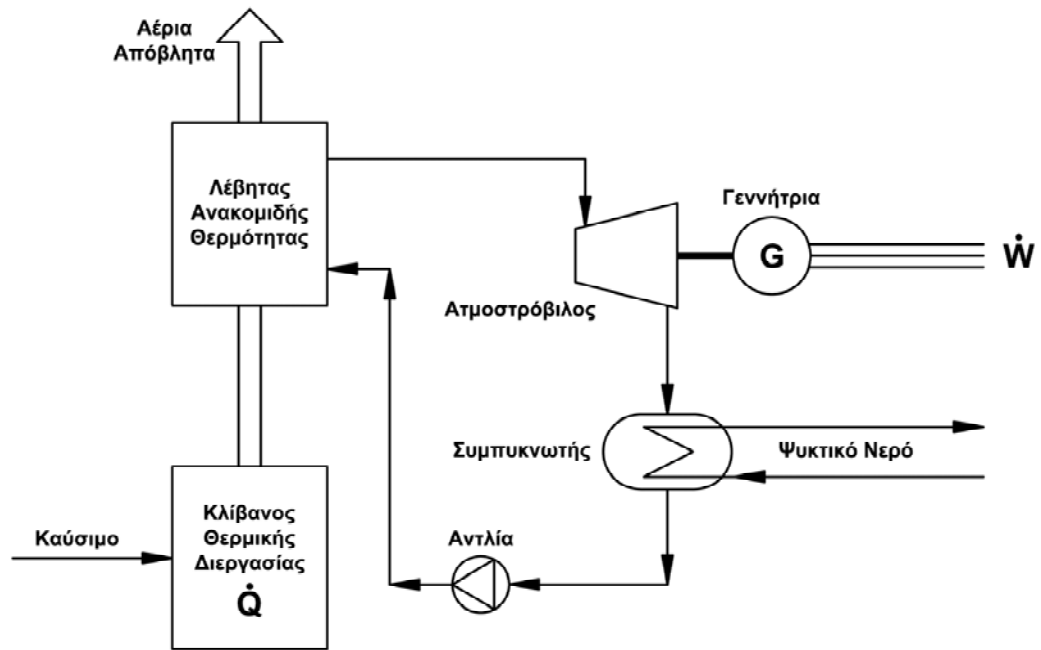 Αέρια
Απόβλητα
Λέβητας
Ανακομιδής
Θερμότητας
Γεννήτρια
G
Ẇ
Ατμοστρόβιλος
Συμπυκνωτής
Ψυκτικό Νερό
Καύσιμο
Κλίβανος
Θερμικής
Διεργασίας
Q̇
Αντλία